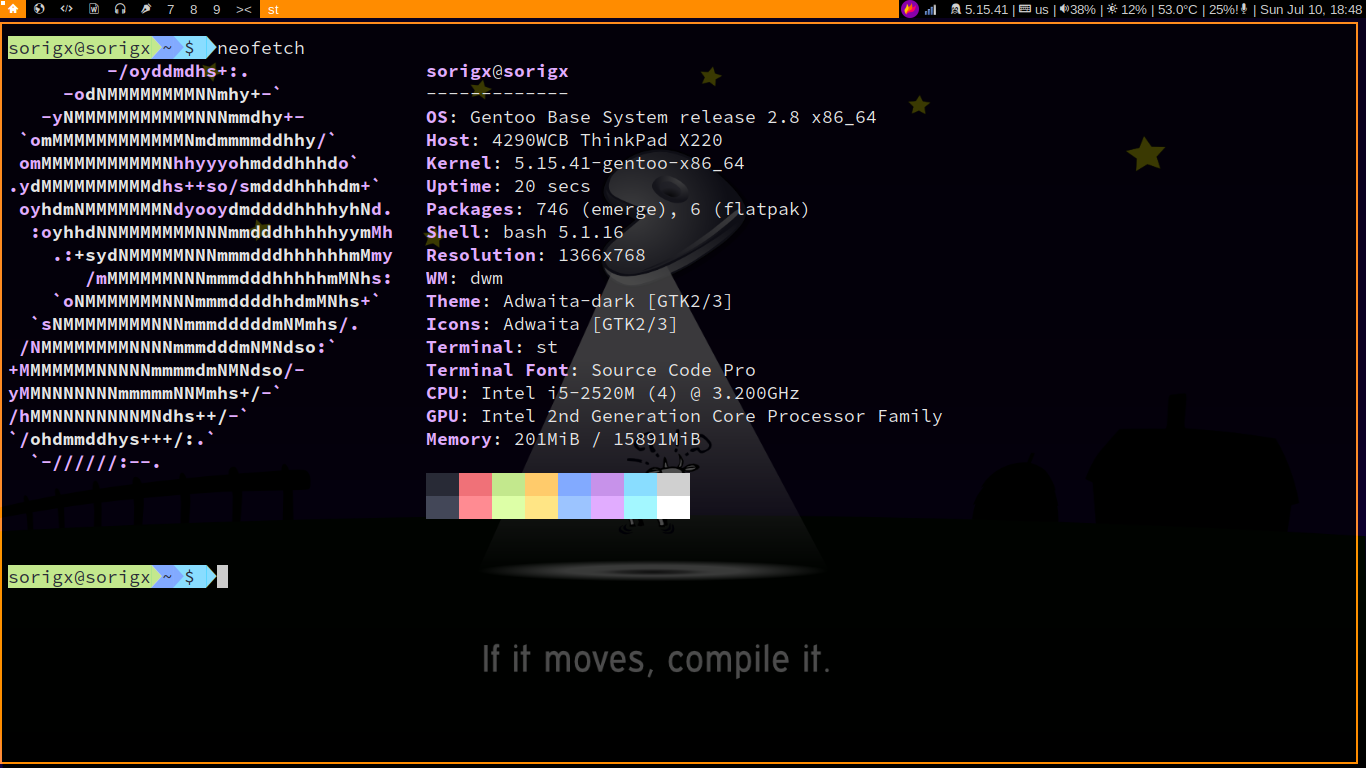 7 8 9 >< st 5.15.41 | us | 38% | 12% | 53.0°C | 25%! | Sun Jul 10, 18:48
sorigx@sorigx ~ $ neofetch
-/oyddmdhs+:. sorigx@sorigx
-odNMMMMMMMMNNmhy+-` -------------
-yNMMMMMMMMMMMNNNmmdhy+- OS: Gentoo Base System release 2.8 x86_64
`omMMMMMMMMMMMMNmdmmmmddhhy/` Host: 4290WCB ThinkPad X220
omMMMMMMMMMMMNhhyyyohmdddhhhdo` Kernel: 5.15.41-gentoo-x86_64
.ydMMMMMMMMMMdhs++so/smdddhhhhdm+` Uptime: 20 secs
oyhdmNMMMMMMMNdyooydmddddhhhhyhNd. Packages: 746 (emerge), 6 (flatpak)
:oyhhdNNMMMMMMMNNNmmdddhhhhhyymMh Shell: bash 5.1.16
.:+sydNMMMMMNNNmmmdddhhhhhhmMmy Resolution: 1366x768
/mMMMMMMNNNmmmdddhhhhhmMNhs: WM: dwm
`oNMMMMMMMNNNmmmddddhhdmMNhs+` Theme: Adwaita-dark [GTK2/3]
`sNMMMMMMMMNNNmmmdddddmNMmhs/. Icons: Adwaita [GTK2/3]
/NMMMMMMMMNNNNmmmdddmNMNdso:` Terminal: st
+MMMMMMMNNNNNmmmmdmNMNdso/- Terminal Font: Source Code Pro
yMMNNNNNNNmmmmmNNMmhs+/-` CPU: Intel i5-2520M (4) @ 3.200GHz
/hMMNNNNNNNNMNdhs++/-` GPU: Intel 2nd Generation Core Processor Family
`/ohdmmddhys+++/:.` Memory: 201MiB / 15891MiB
`-//////:--.
sorigx@sorigx ~ $
If it moves, compile it.